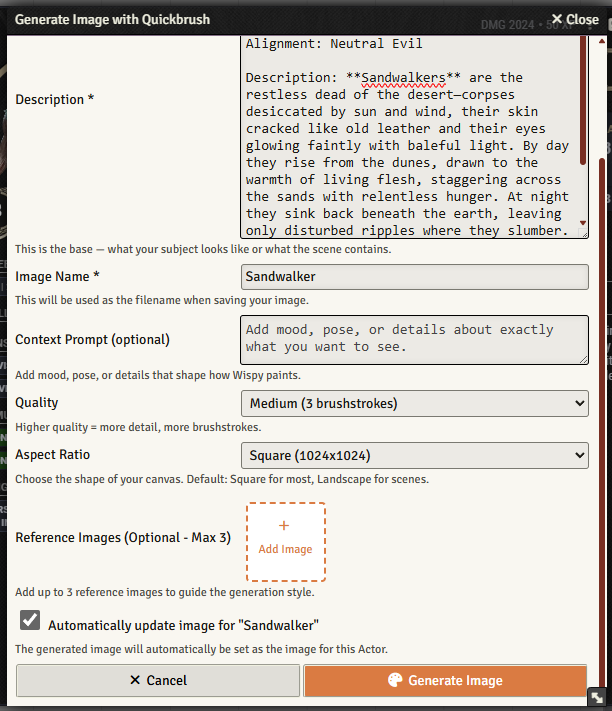 Generate Image with Quickbrush
DMG 2024 • 50
✕ Close
Alignment: Neutral Evil
Description *
Description: **Sandwalkers** are the
restless dead of the desert—corpses
desiccated by sun and wind, their skin
cracked like old leather and their eyes
glowing faintly with baleful light. By day
they rise from the dunes, drawn to the
warmth of living flesh, staggering across
the sands with relentless hunger. At night
they sink back beneath the earth, leaving
only disturbed ripples where they slumber.
This is the base — what your subject looks like or what the scene contains.
Image Name *
Sandwalker
This will be used as the filename when saving your image.
Context Prompt (optional)
Add mood, pose, or details about exactly
what you want to see.
Add mood, pose, or details that shape how Wispy paints.
Quality
Medium (3 brushstrokes)
Higher quality = more detail, more brushstrokes.
Aspect Ratio
Square (1024x1024)
Choose the shape of your canvas. Default: Square for most, Landscape for scenes.
Reference Images (Optional - Max 3)
+
Add Image
Add up to 3 reference images to guide the generation style.
Automatically update image for "Sandwalker"
The generated image will automatically be set as the image for this Actor.
✕ Cancel
Generate Image